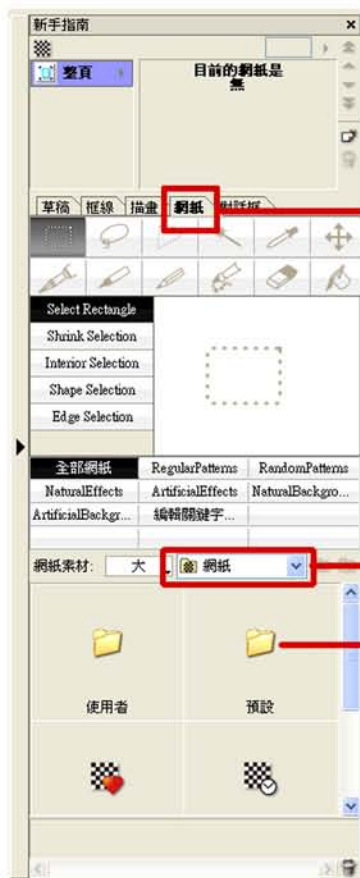 新手指南
整頁
目前的網紙是
無
草稿 框線 描畫 網紙 對話框
Select Rectangle
Shrink Selection
Interior Selection
Shape Selection
Edge Selection
全部網紙 RegularPatterns RandomPatterns
NaturalEffects ArtificialEffects NaturalBackgro...
ArtificialBackgr... 編輯關鍵字...
網紙素材: 大 網紙
使用者 預設